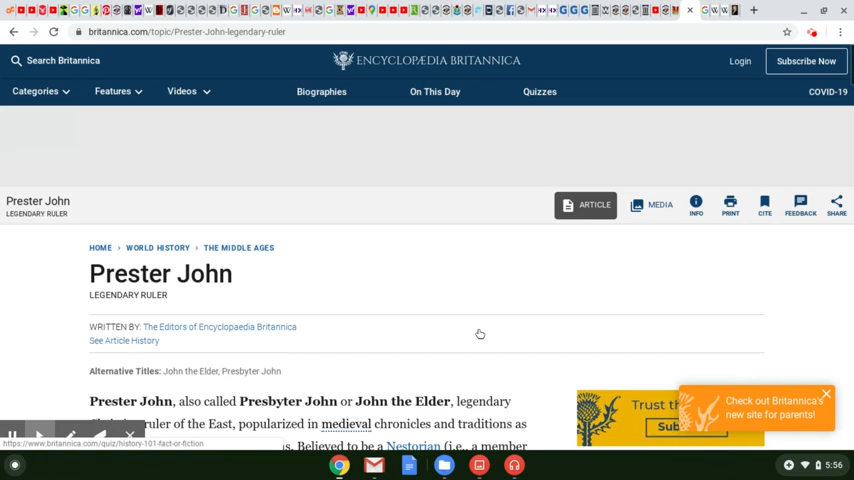 britannica.com/topic/Prester-John-legendary-ruler
Search Britannica
ENCYCLOPÆDIA BRITANNICA
Login
Subscribe Now
Categories
Features
Videos
Biographies
On This Day
Quizzes
COVID-19
Prester John
LEGENDARY RULER
ARTICLE
MEDIA
INFO
PRINT
CITE
FEEDBACK
SHARE
HOME › WORLD HISTORY › THE MIDDLE AGES
Prester John
LEGENDARY RULER
WRITTEN BY: The Editors of Encyclopaedia Britannica
See Article History
Alternative Titles: John the Elder, Presbyter John
Prester John, also called Presbyter John or John the Elder, legendary
ruler of the East, popularized in medieval chronicles and traditions as
Believed to be a Nestorian (i.e., a member
Trust
Check out Britannica's
new site for parents!
https://www.britannica.com/quiz/history-101-fact-or-fiction
5:56